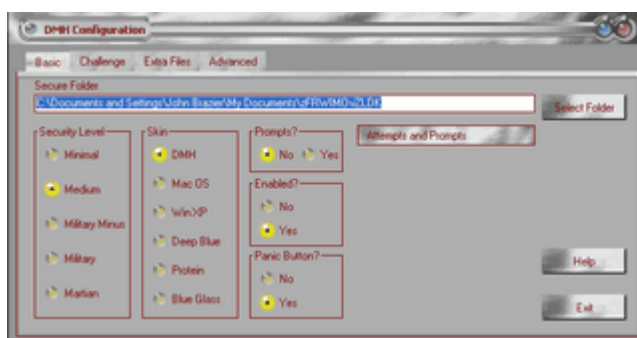 DMH Configuration
Basic Challenge Extra Files Advanced
Secure Folder
Select Folder
Security Level
Minimal
Medium
Military Minus
Military
Martian
Skin
DMH
Mac OS
Win XP
Deep Blue
Protein
Blue Glass
Prompts?
No Yes
Enabled?
No
Yes
Panic Button?
No
Yes
Attempts and Prompts
Help
Exit
C:\Documents and Settings\John Brazier\My Documents\